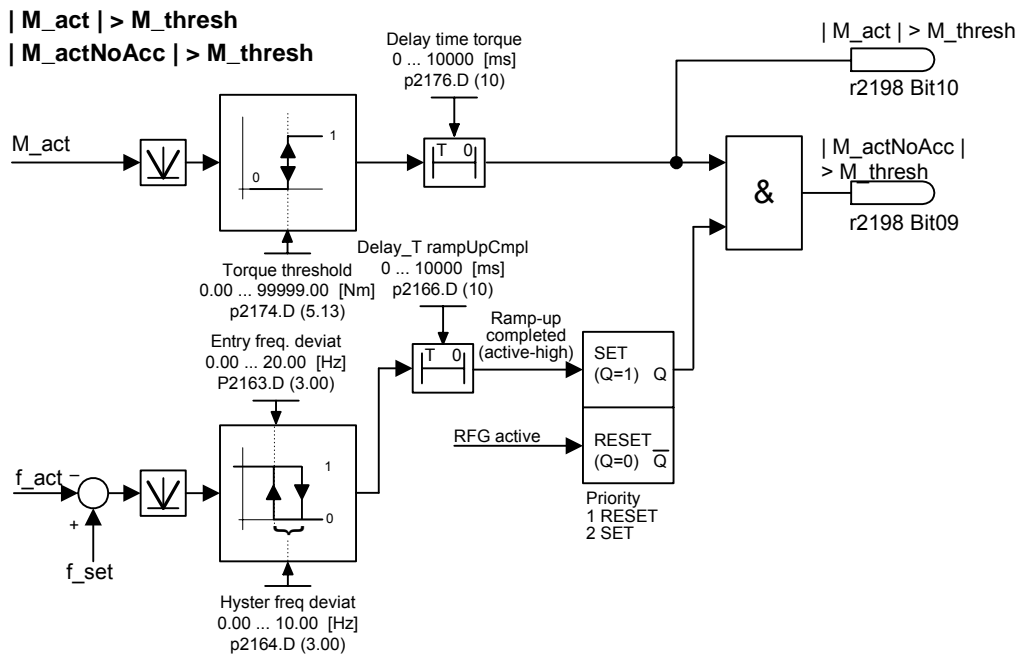 | M_act | > M_thresh
| M_actNoAcc | > M_thresh
Delay time torque
0 ... 10000 [ms]
p2176.D (10)
| M_act | > M_thresh
r2198 Bit10
M_act
1
0
T 0
&
| M_actNoAcc |
> M_thresh
r2198 Bit09
Torque threshold
0.00 ... 99999.00 [Nm]
p2174.D (5.13)
Delay_T rampUpCmpl
0 ... 10000 [ms]
p2166.D (10)
Entry freq. deviat
0.00 ... 20.00 [Hz]
P2163.D (3.00)
T 0
Ramp-up
completed
(active-high)
SET
(Q=1) Q
RFG active
RESET
(Q=0) Q̅
Priority
1 RESET
2 SET
f_act
–
+
f_set
1
0
Hyster freq deviat
0.00 ... 10.00 [Hz]
p2164.D (3.00)